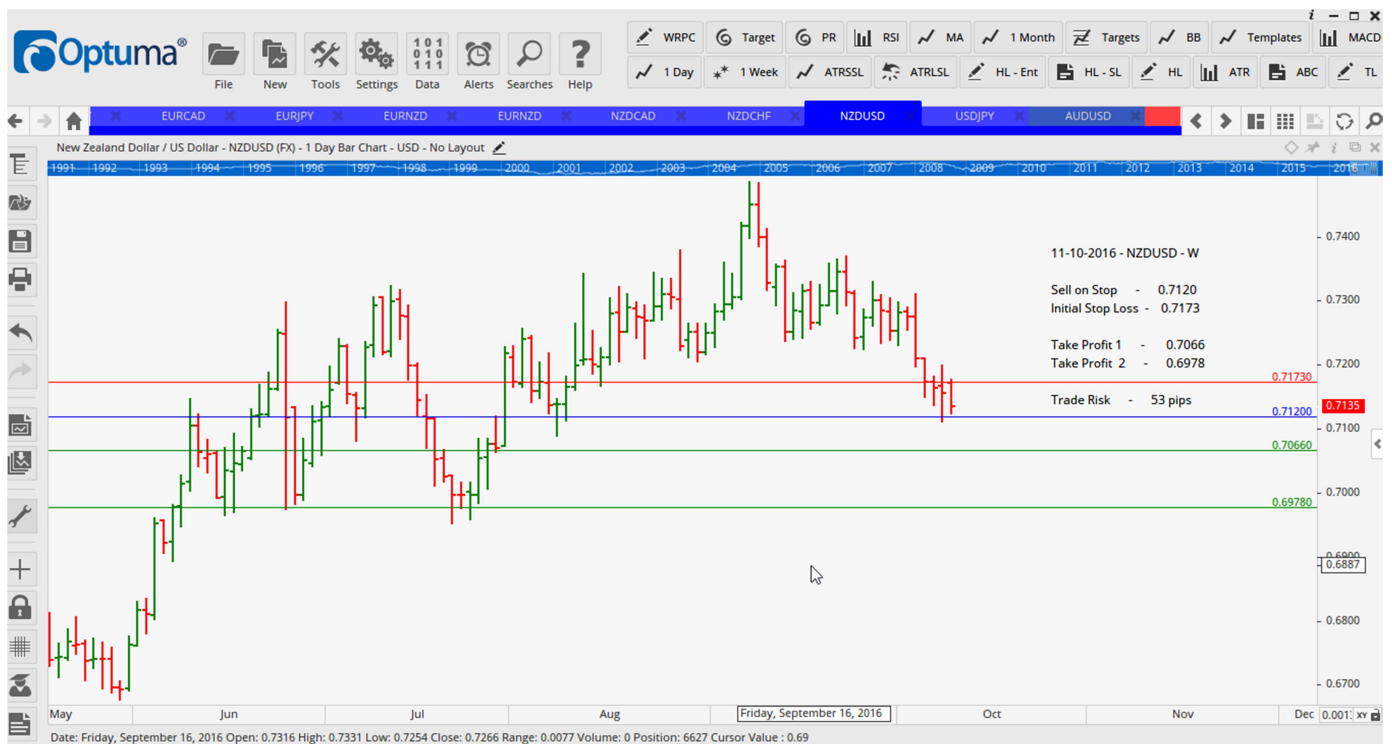 Optuma®
File New Tools Settings Data Alerts Searches Help
WRPC Target PR RSI MA 1 Month Targets BB Templates MACD
1 Day 1 Week ATRSSL ATRLSL HL - Ent HL - SL HL ATR ABC TL
EURCAD EURJPY EURNZD EURNZD NZDCAD NZDCHF NZDUSD USDJPY AUDUSD
New Zealand Dollar / US Dollar - NZDUSD (FX) - 1 Day Bar Chart - USD - No Layout
1991 1992 1993 1994 1995 1996 1997 1998 1999 2000 2001 2002 2003 2004 2005 2006 2007 2008 2009 2010 2011 2012 2013 2014 2015 2016
0.7400
11-10-2016 - NZDUSD - W
Sell on Stop - 0.7120
0.7300
Initial Stop Loss - 0.7173
Take Profit 1 - 0.7066
Take Profit 2 - 0.6978
0.7200
0.71730
Trade Risk - 53 pips
0.7135
0.71200
0.7100
0.70660
0.7000
0.69780
0.6900
0.6887
0.6800
0.6700
May Jun Jul Aug Friday, September 16, 2016 Oct Nov Dec 0.001: XY
Date: Friday, September 16, 2016 Open: 0.7316 High: 0.7331 Low: 0.7254 Close: 0.7266 Range: 0.0077 Volume: 0 Position: 6627 Cursor Value : 0.69